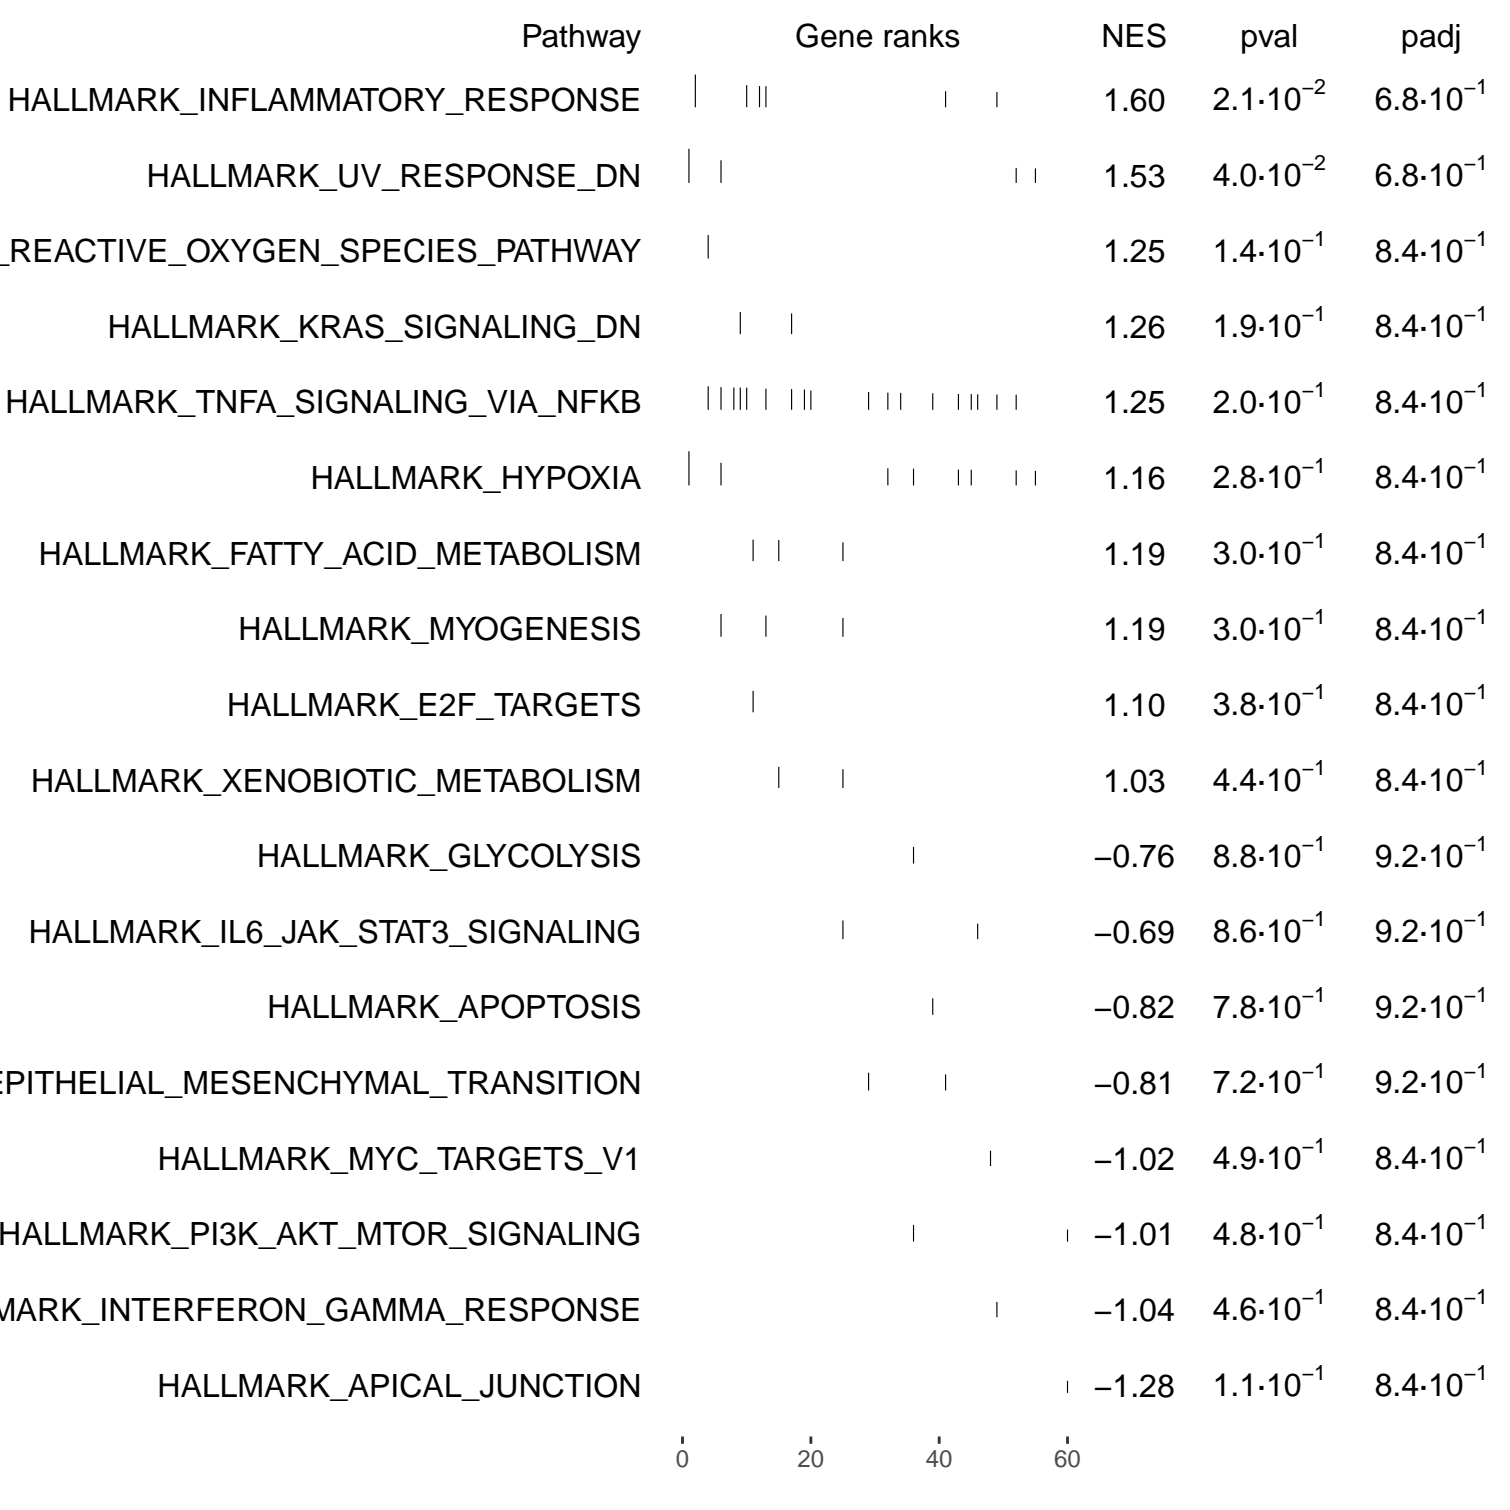 Pathway Gene ranks NES pval padj
HALLMARK_INFLAMMATORY_RESPONSE 1.60 2.1·10⁻² 6.8·10⁻¹
HALLMARK_UV_RESPONSE_DN 1.53 4.0·10⁻² 6.8·10⁻¹
_REACTIVE_OXYGEN_SPECIES_PATHWAY 1.25 1.4·10⁻¹ 8.4·10⁻¹
HALLMARK_KRAS_SIGNALING_DN 1.26 1.9·10⁻¹ 8.4·10⁻¹
HALLMARK_TNFA_SIGNALING_VIA_NFKB 1.25 2.0·10⁻¹ 8.4·10⁻¹
HALLMARK_HYPOXIA 1.16 2.8·10⁻¹ 8.4·10⁻¹
HALLMARK_FATTY_ACID_METABOLISM 1.19 3.0·10⁻¹ 8.4·10⁻¹
HALLMARK_MYOGENESIS 1.19 3.0·10⁻¹ 8.4·10⁻¹
HALLMARK_E2F_TARGETS 1.10 3.8·10⁻¹ 8.4·10⁻¹
HALLMARK_XENOBIOTIC_METABOLISM 1.03 4.4·10⁻¹ 8.4·10⁻¹
HALLMARK_GLYCOLYSIS −0.76 8.8·10⁻¹ 9.2·10⁻¹
HALLMARK_IL6_JAK_STAT3_SIGNALING −0.69 8.6·10⁻¹ 9.2·10⁻¹
HALLMARK_APOPTOSIS −0.82 7.8·10⁻¹ 9.2·10⁻¹
EPITHELIAL_MESENCHYMAL_TRANSITION −0.81 7.2·10⁻¹ 9.2·10⁻¹
HALLMARK_MYC_TARGETS_V1 −1.02 4.9·10⁻¹ 8.4·10⁻¹
HALLMARK_PI3K_AKT_MTOR_SIGNALING −1.01 4.8·10⁻¹ 8.4·10⁻¹
MARK_INTERFERON_GAMMA_RESPONSE −1.04 4.6·10⁻¹ 8.4·10⁻¹
HALLMARK_APICAL_JUNCTION −1.28 1.1·10⁻¹ 8.4·10⁻¹
0 20 40 60